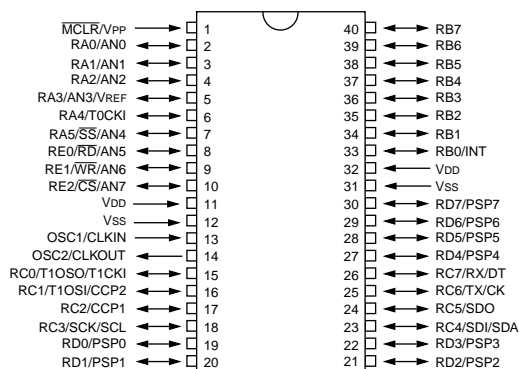 MCLR/VPP 1 40 RB7
RA0/AN0 2 39 RB6
RA1/AN1 3 38 RB5
RA2/AN2 4 37 RB4
RA3/AN3/VREF 5 36 RB3
RA4/T0CKI 6 35 RB2
RA5/SS/AN4 7 34 RB1
RE0/RD/AN5 8 33 RB0/INT
RE1/WR/AN6 9 32 VDD
RE2/CS/AN7 10 31 VSS
VDD 11 30 RD7/PSP7
VSS 12 29 RD6/PSP6
OSC1/CLKIN 13 28 RD5/PSP5
OSC2/CLKOUT 14 27 RD4/PSP4
RC0/T1OSO/T1CKI 15 26 RC7/RX/DT
RC1/T1OSI/CCP2 16 25 RC6/TX/CK
RC2/CCP1 17 24 RC5/SDO
RC3/SCK/SCL 18 23 RC4/SDI/SDA
RD0/PSP0 19 22 RD3/PSP3
RD1/PSP1 20 21 RD2/PSP2